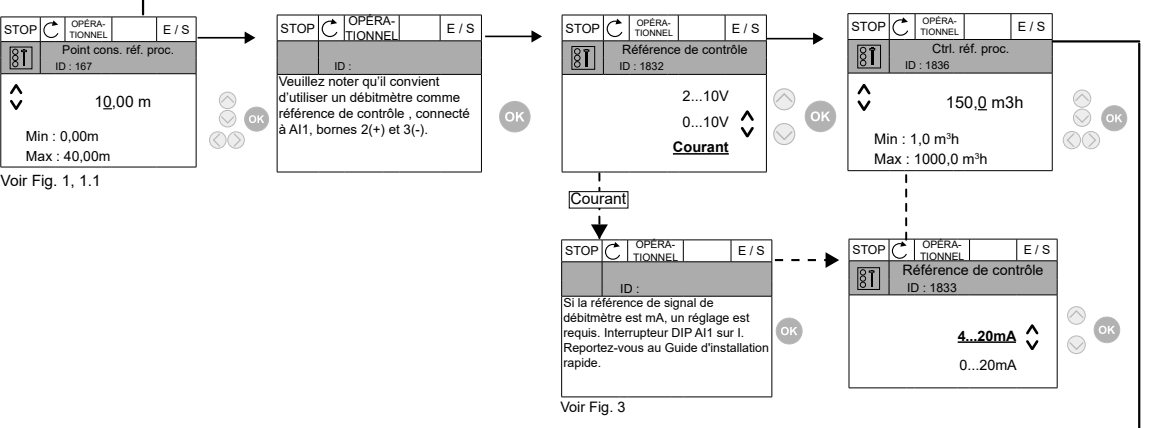 STOP OPÉRA-TIONNEL E / S
Point cons. réf. proc.
ID : 167
10,00 m
Min : 0,00m
Max : 40,00m
OK
Voir Fig. 1, 1.1
STOP OPÉRA-TIONNEL E / S
ID :
Veuillez noter qu'il convient
d'utiliser un débitmètre comme
référence de contrôle , connecté
à AI1, bornes 2(+) et 3(-).
OK
STOP OPÉRA-TIONNEL E / S
Référence de contrôle
ID : 1832
2...10V
0...10V
Courant
OK
STOP OPÉRA-TIONNEL E / S
Ctrl. réf. proc.
ID : 1836
150,0 m3h
Min : 1,0 m³h
Max : 1000,0 m³h
OK
Courant
STOP OPÉRA-TIONNEL E / S
ID :
Si la référence de signal de
débitmètre est mA, un réglage est
requis. Interrupteur DIP AI1 sur I.
Reportez-vous au Guide d'installation
rapide.
OK
Voir Fig. 3
STOP OPÉRA-TIONNEL E / S
Référence de contrôle
ID : 1833
4...20mA
0...20mA
OK